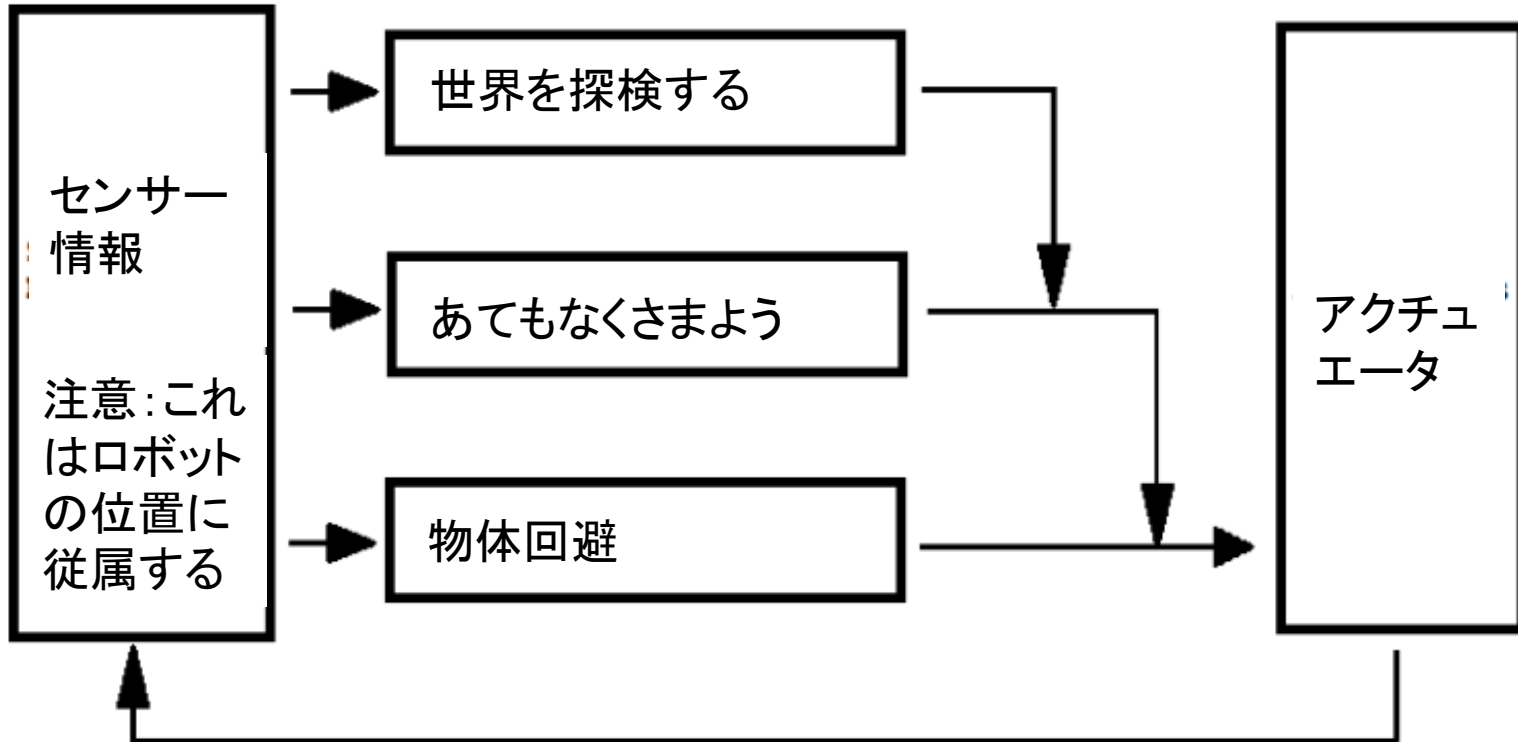 センサー
情報
注意：これ
はロボット
の位置に
従属する
世界を探検する
あてもなくさまよう
物体回避
アクチュ
エータ